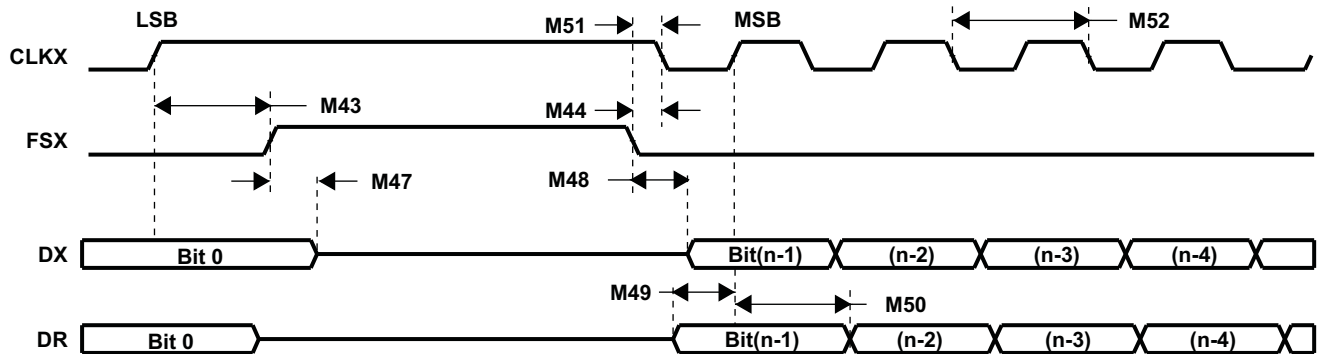 LSB
M51
MSB
M52
CLKX
M43
M44
FSX
M47
M48
DX
Bit 0
Bit(n-1)
(n-2)
(n-3)
(n-4)
M49
M50
DR
Bit 0
Bit(n-1)
(n-2)
(n-3)
(n-4)